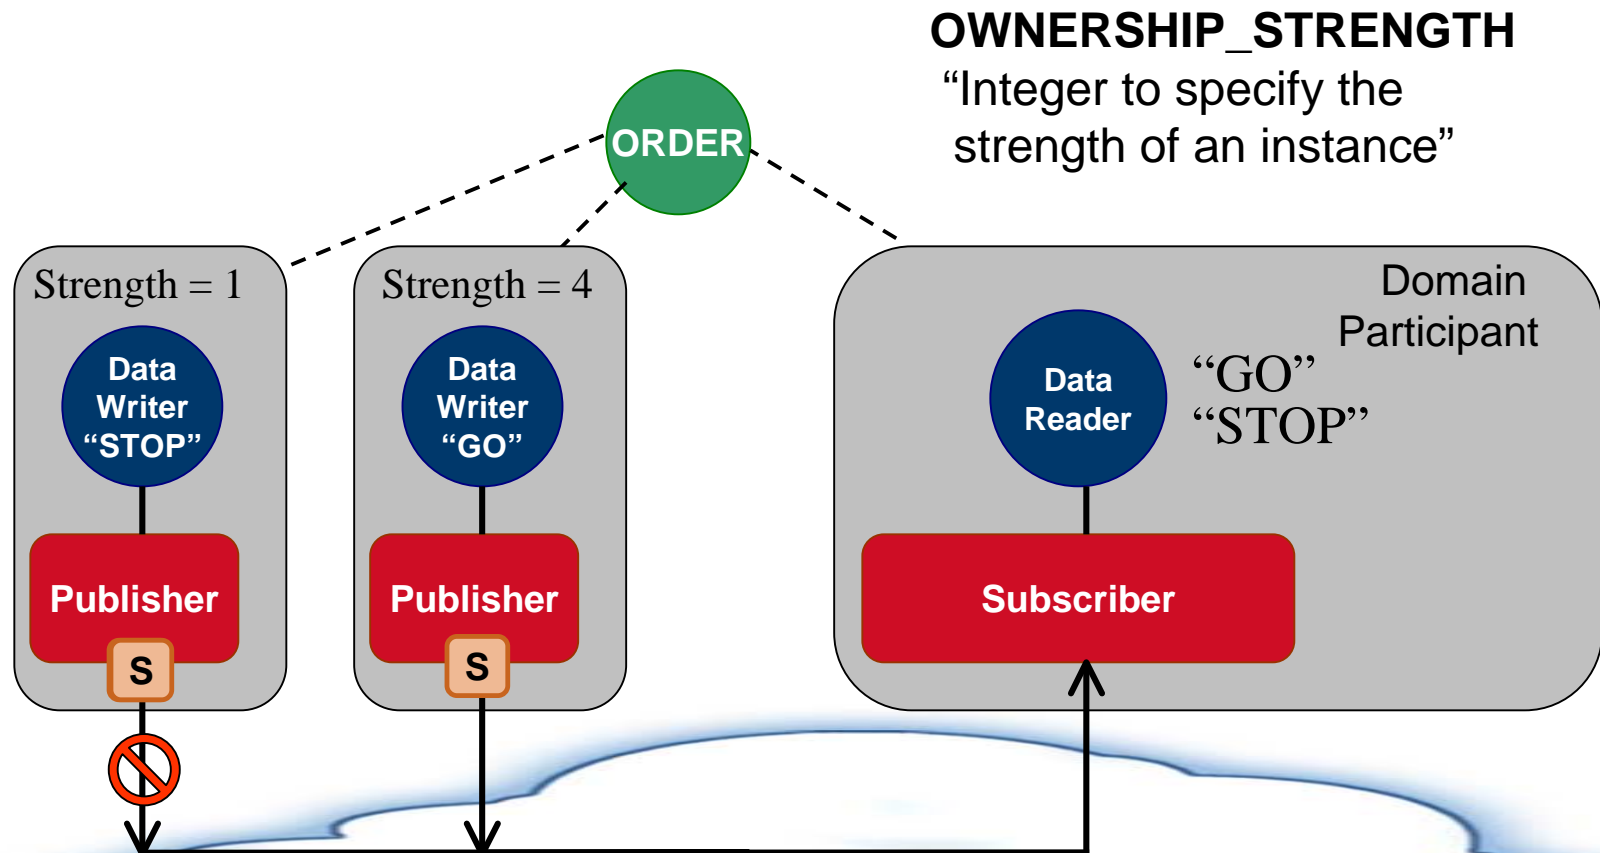 OWNERSHIP_STRENGTH
“Integer to specify the
strength of an instance”
ORDER
Strength = 1
Data
Writer
“STOP”
Publisher
S
Strength = 4
Data
Writer
“GO”
Publisher
S
Domain
Participant
Data
Reader
“GO”
“STOP”
Subscriber